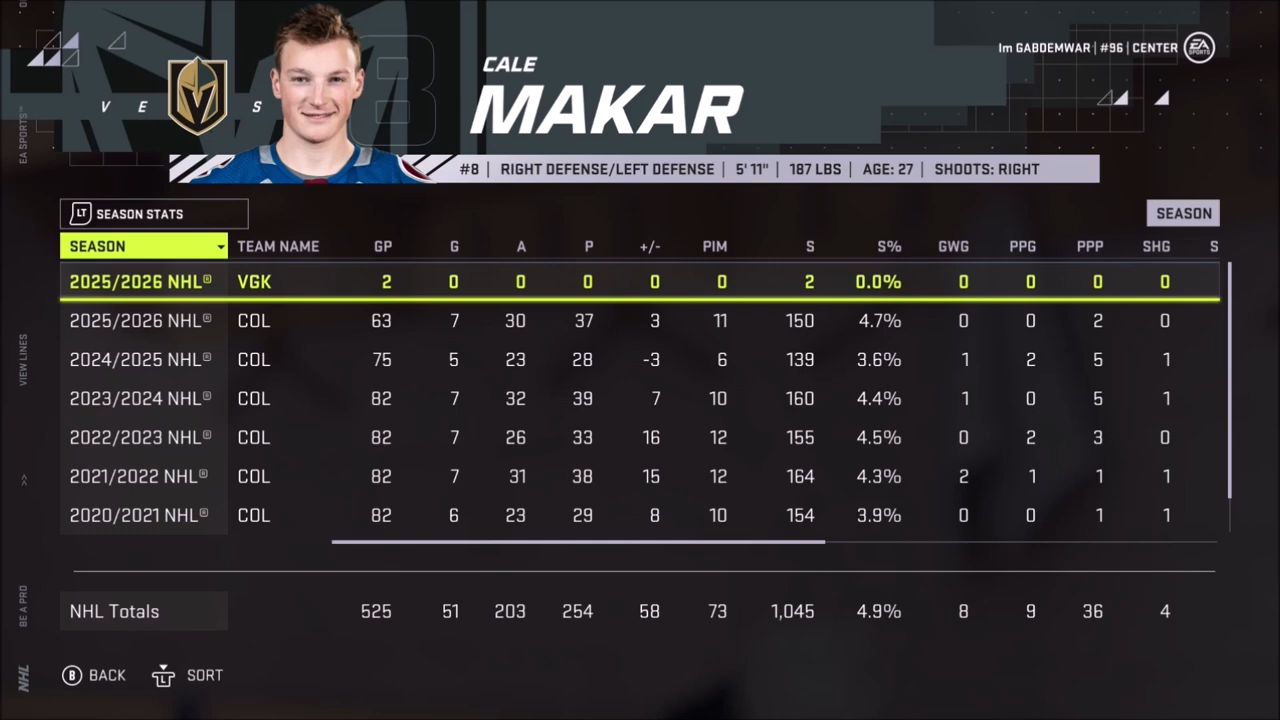 Im GABDEMWAR | #96 | CENTER EA SPORTS
CALE
V E S
MAKAR
#8 | RIGHT DEFENSE/LEFT DEFENSE | 5' 11" | 187 LBS | AGE: 27 | SHOOTS: RIGHT
EA SPORTS™
LT SEASON STATS
SEASON
SEASON TEAM NAME GP G A P +/- PIM S S% GWG PPG PPP SHG S
2025/2026 NHL® VGK 2 0 0 0 0 0 2 0.0% 0 0 0 0
2025/2026 NHL® COL 63 7 30 37 3 11 150 4.7% 0 0 2 0
2024/2025 NHL® COL 75 5 23 28 -3 6 139 3.6% 1 2 5 1
2023/2024 NHL® COL 82 7 32 39 7 10 160 4.4% 1 0 5 1
2022/2023 NHL® COL 82 7 26 33 16 12 155 4.5% 0 2 3 0
2021/2022 NHL® COL 82 7 31 38 15 12 164 4.3% 2 1 1 1
2020/2021 NHL® COL 82 6 23 29 8 10 154 3.9% 0 0 1 1
VIEW LINES
>>
NHL Totals 525 51 203 254 58 73 1,045 4.9% 8 9 36 4
BE A PRO
NHL
B BACK L SORT